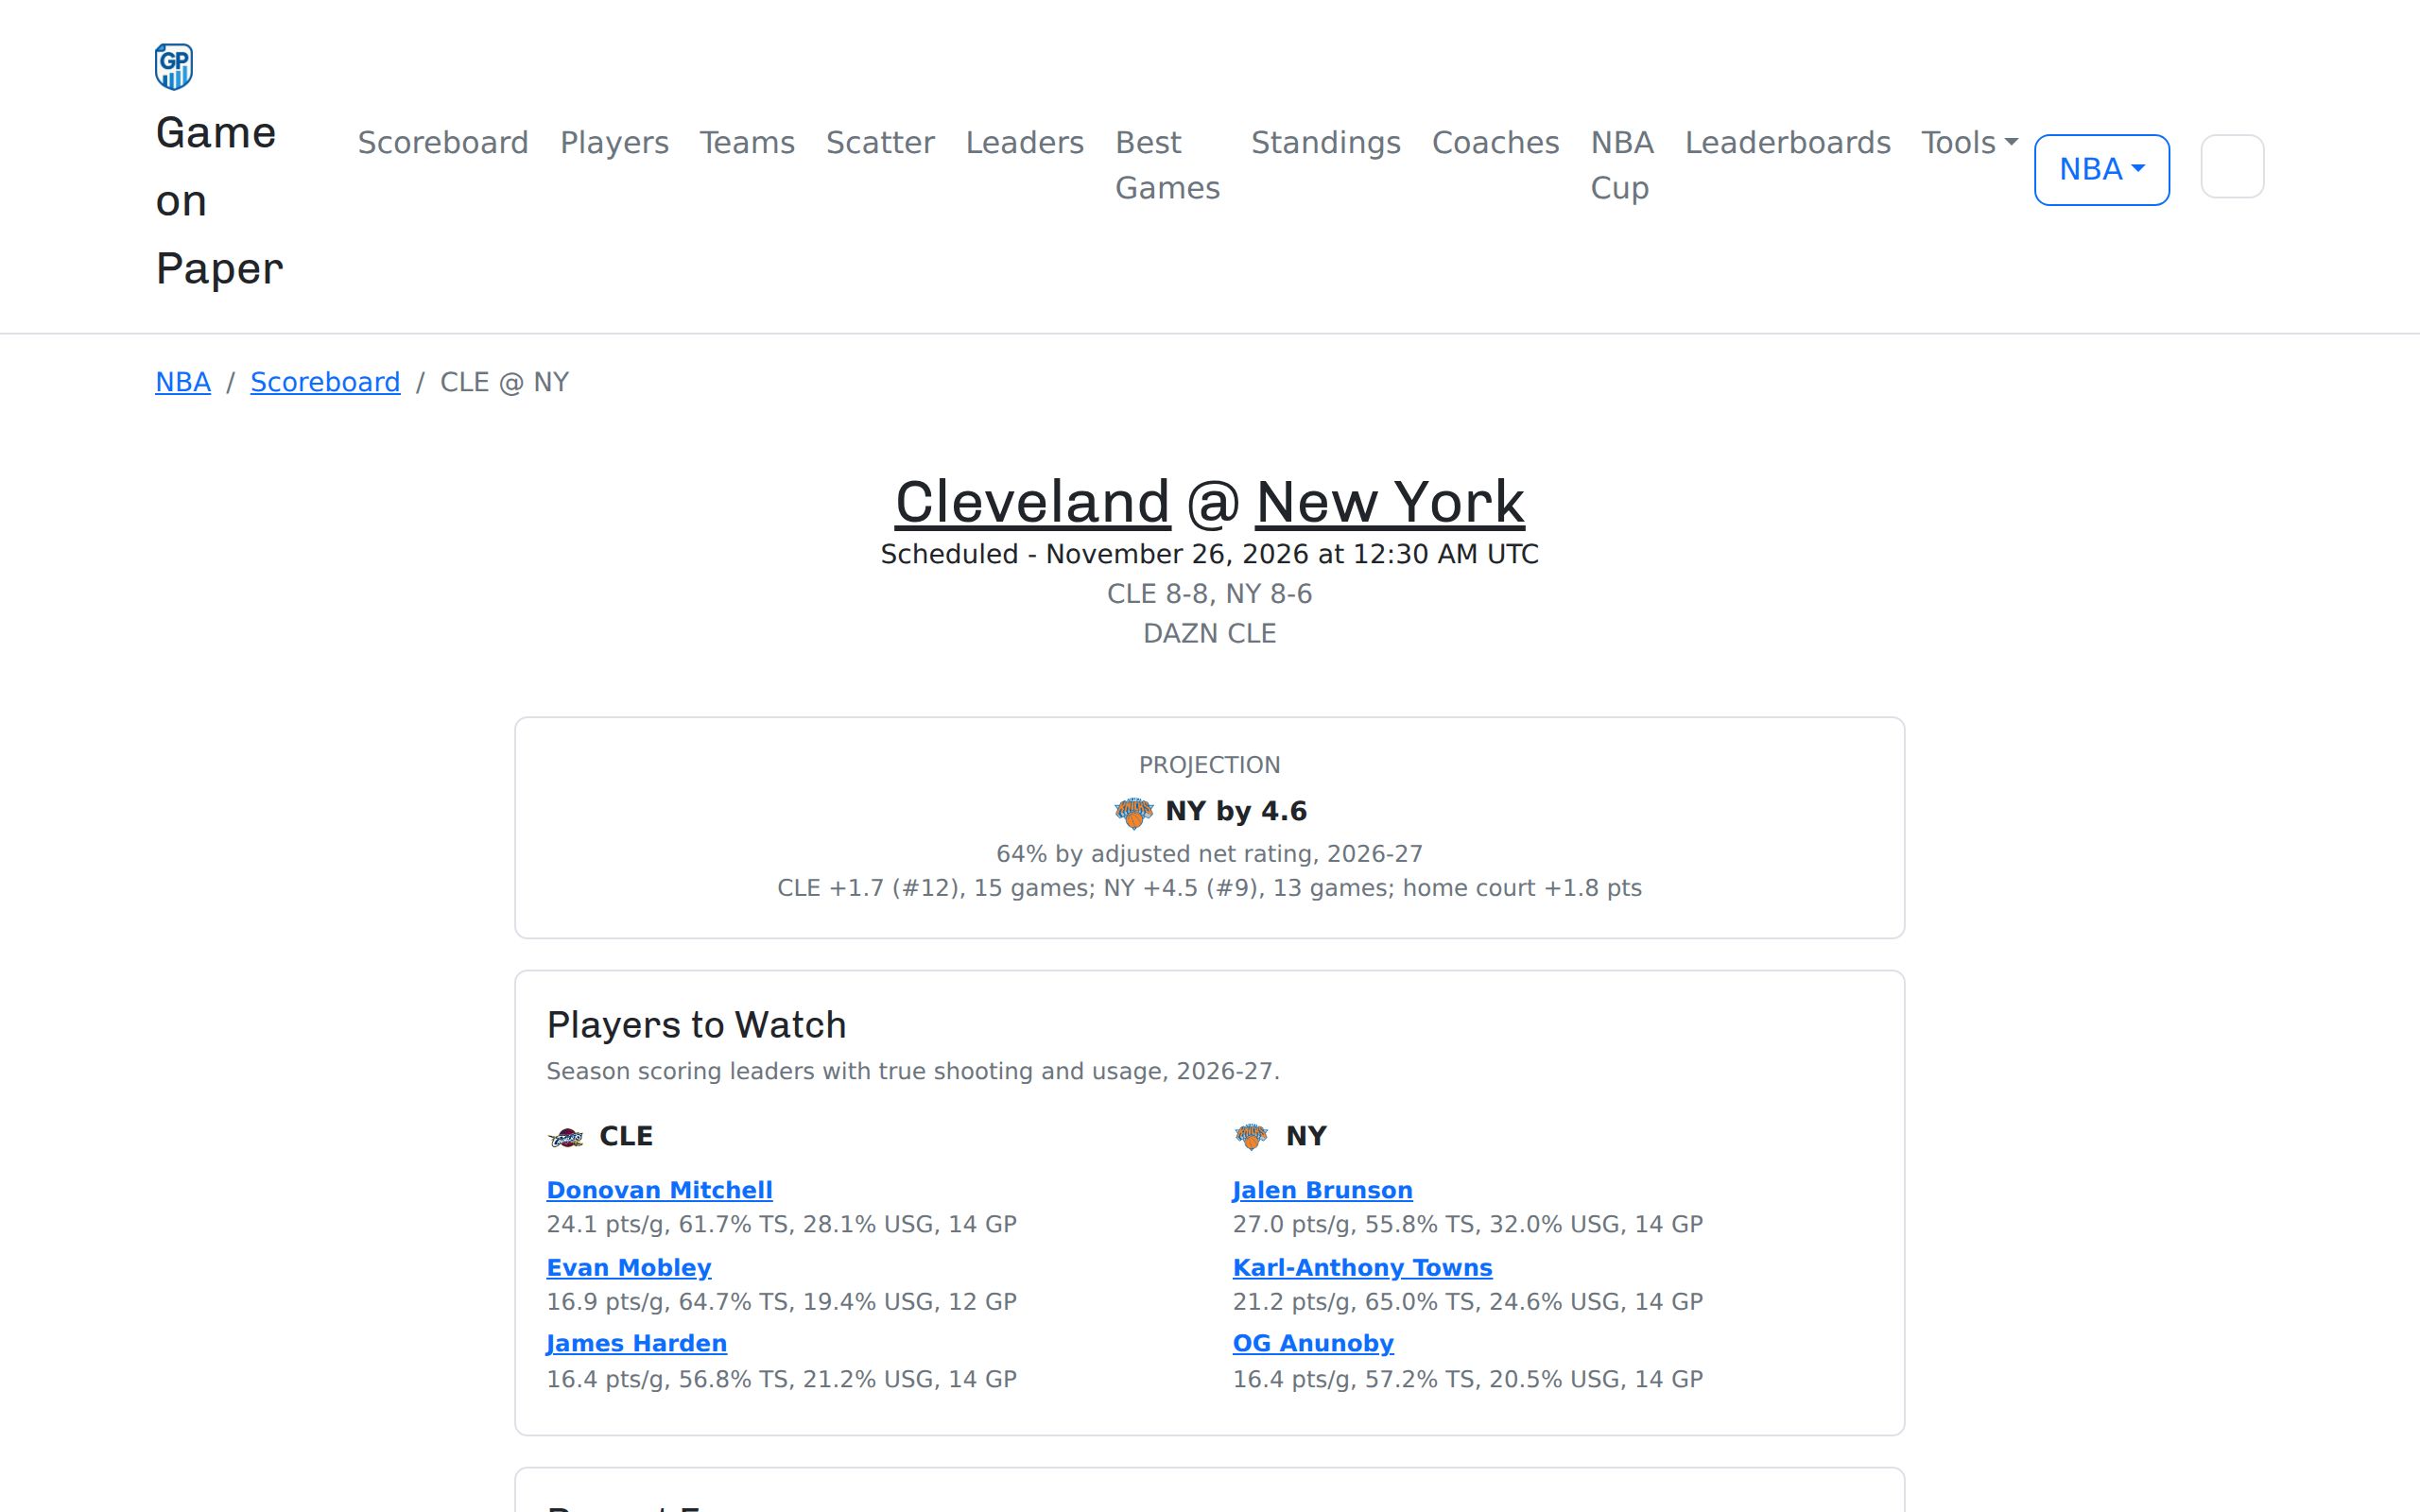 GP
Game
on
Paper
Scoreboard Players Teams Scatter Leaders Best Games Standings Coaches NBA Cup Leaderboards Tools NBA
NBA / Scoreboard / CLE @ NY
Cleveland @ New York
Scheduled - November 26, 2026 at 12:30 AM UTC
CLE 8-8, NY 8-6
DAZN CLE
PROJECTION
NY by 4.6
64% by adjusted net rating, 2026-27
CLE +1.7 (#12), 15 games; NY +4.5 (#9), 13 games; home court +1.8 pts
Players to Watch
Season scoring leaders with true shooting and usage, 2026-27.
CLE
Donovan Mitchell
24.1 pts/g, 61.7% TS, 28.1% USG, 14 GP
Evan Mobley
16.9 pts/g, 64.7% TS, 19.4% USG, 12 GP
James Harden
16.4 pts/g, 56.8% TS, 21.2% USG, 14 GP
NY
Jalen Brunson
27.0 pts/g, 55.8% TS, 32.0% USG, 14 GP
Karl-Anthony Towns
21.2 pts/g, 65.0% TS, 24.6% USG, 14 GP
OG Anunoby
16.4 pts/g, 57.2% TS, 20.5% USG, 14 GP